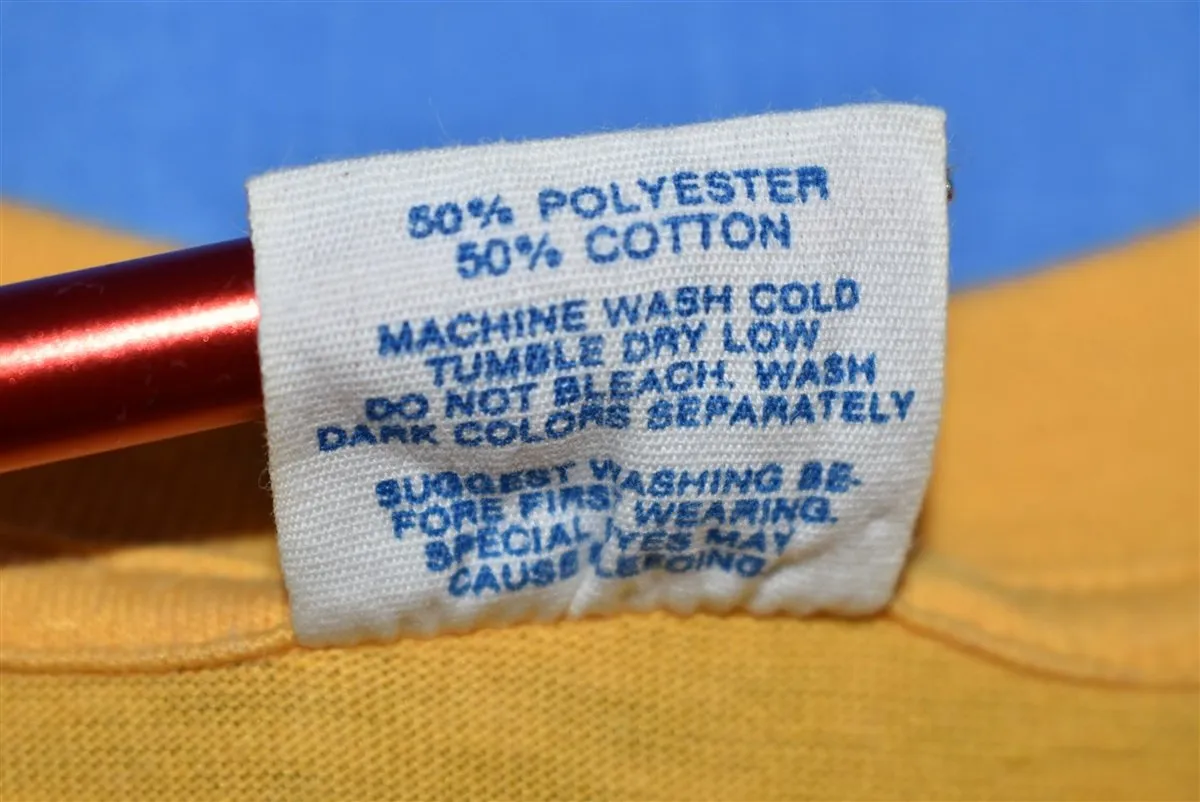 50% POLYESTER
50% COTTON
MACHINE WASH COLD
TUMBLE DRY LOW
DO NOT BLEACH. WASH
DARK COLORS SEPARATELY
SUGGEST WASHING BE-
FORE FIRST WEARING.
SPECIAL DYES MAY
CAUSE BLEEDING.